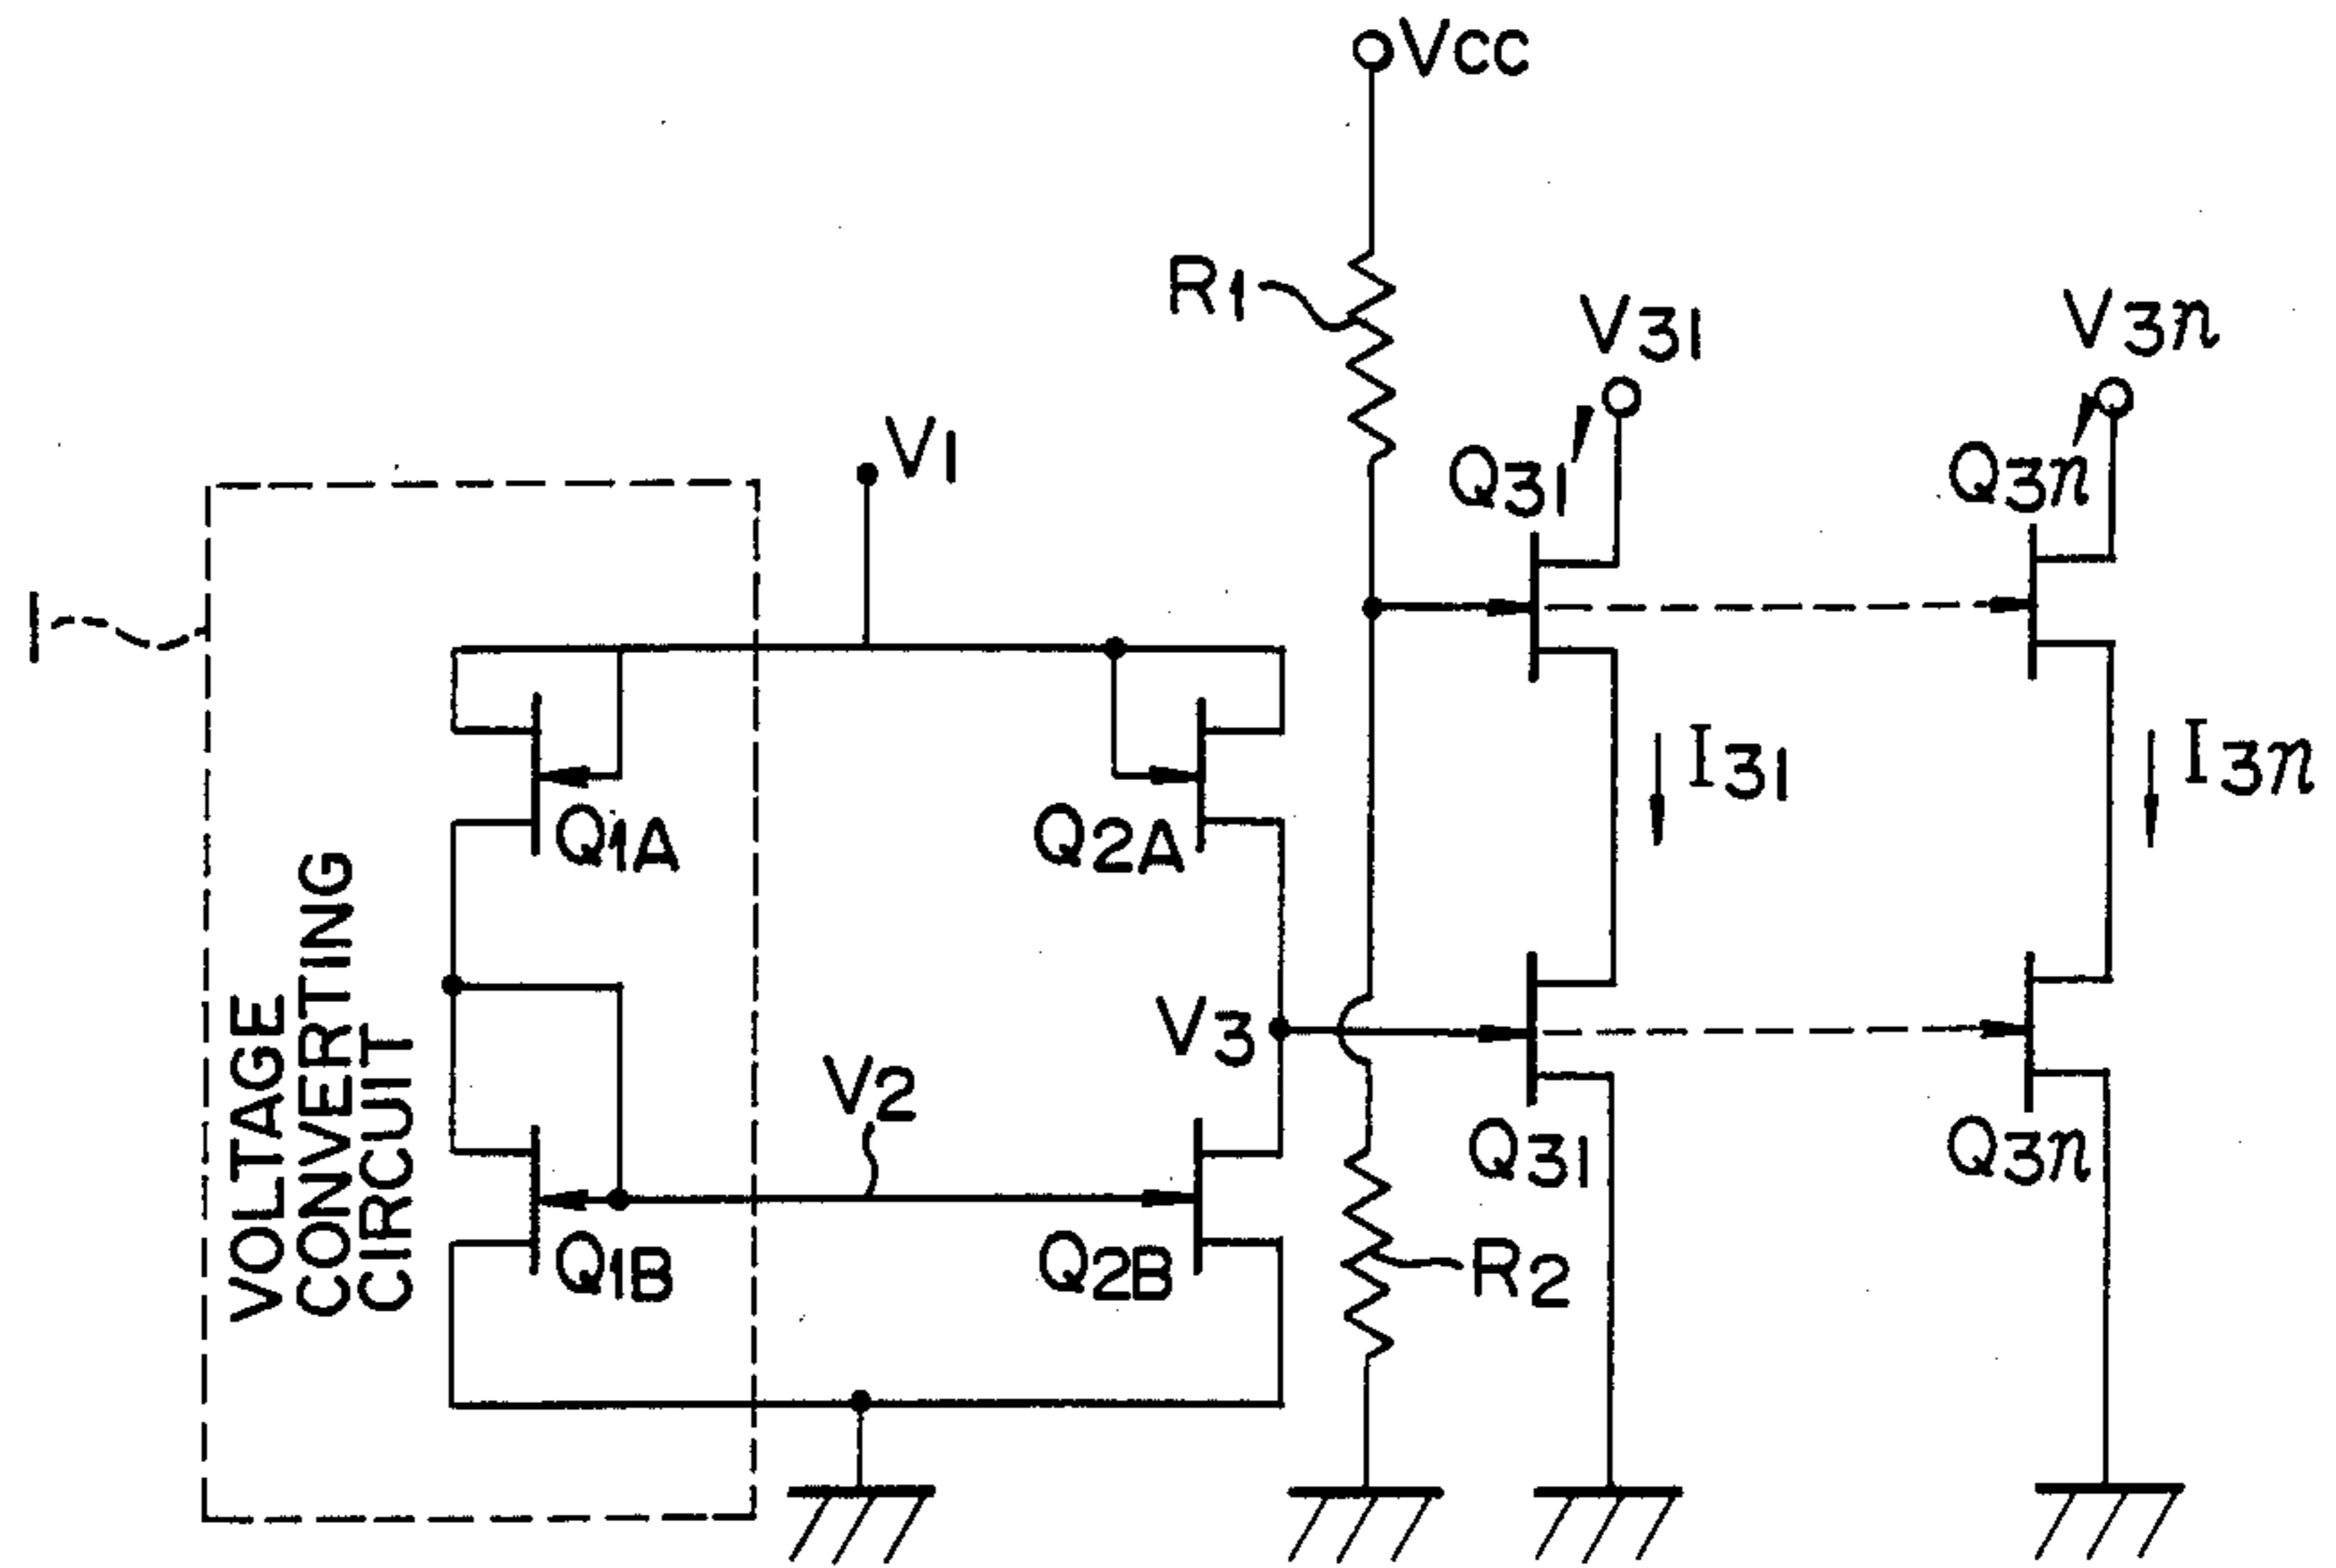 VCC
R1
V31
V3n
V1
Q31
Q3n
1
I31
I3n
Q1A
Q2A
VOLTAGE
CONVERTING
CIRCUIT
V3
V2
Q31
Q3n
Q1B
Q2B
R2